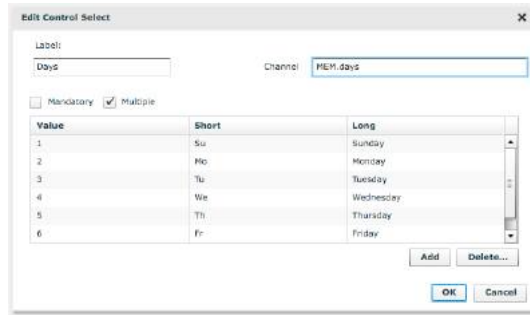 Edit Control Select
Label:
Days Channel MEM.days
Mandatory Multiple
Value Short Long
1 Su Sunday
2 Mo Monday
3 Tu Tuesday
4 We Wednesday
5 Th Thursday
6 Fr Friday
Add Delete...
OK Cancel